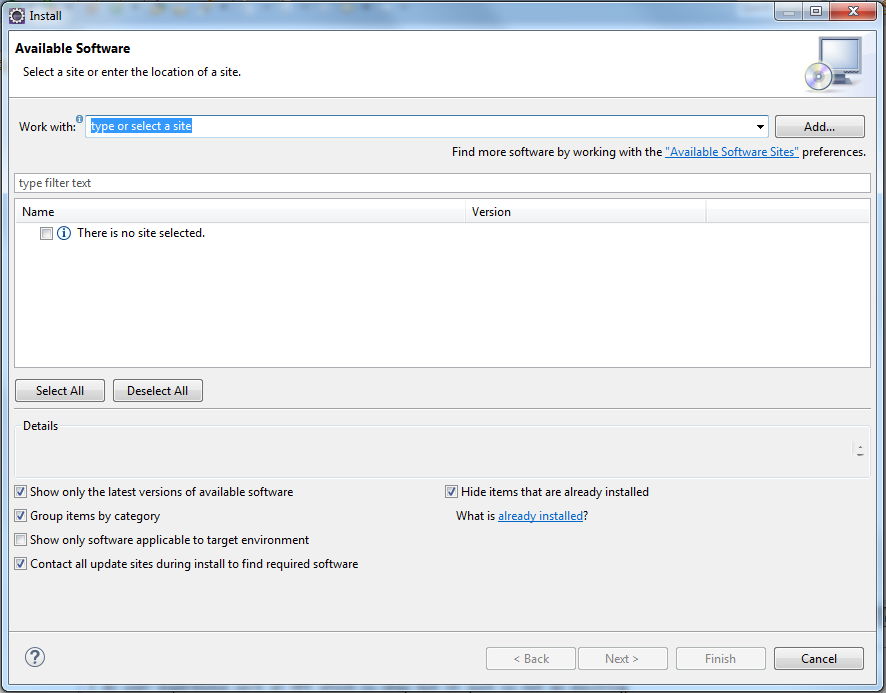 Install
Available Software
Select a site or enter the location of a site.
Work with: type or select a site Add...
Find more software by working with the "Available Software Sites" preferences.
type filter text
Name Version
There is no site selected.
Select All Deselect All
Details
Show only the latest versions of available software Hide items that are already installed
Group items by category What is already installed?
Show only software applicable to target environment
Contact all update sites during install to find required software
< Back Next > Finish Cancel